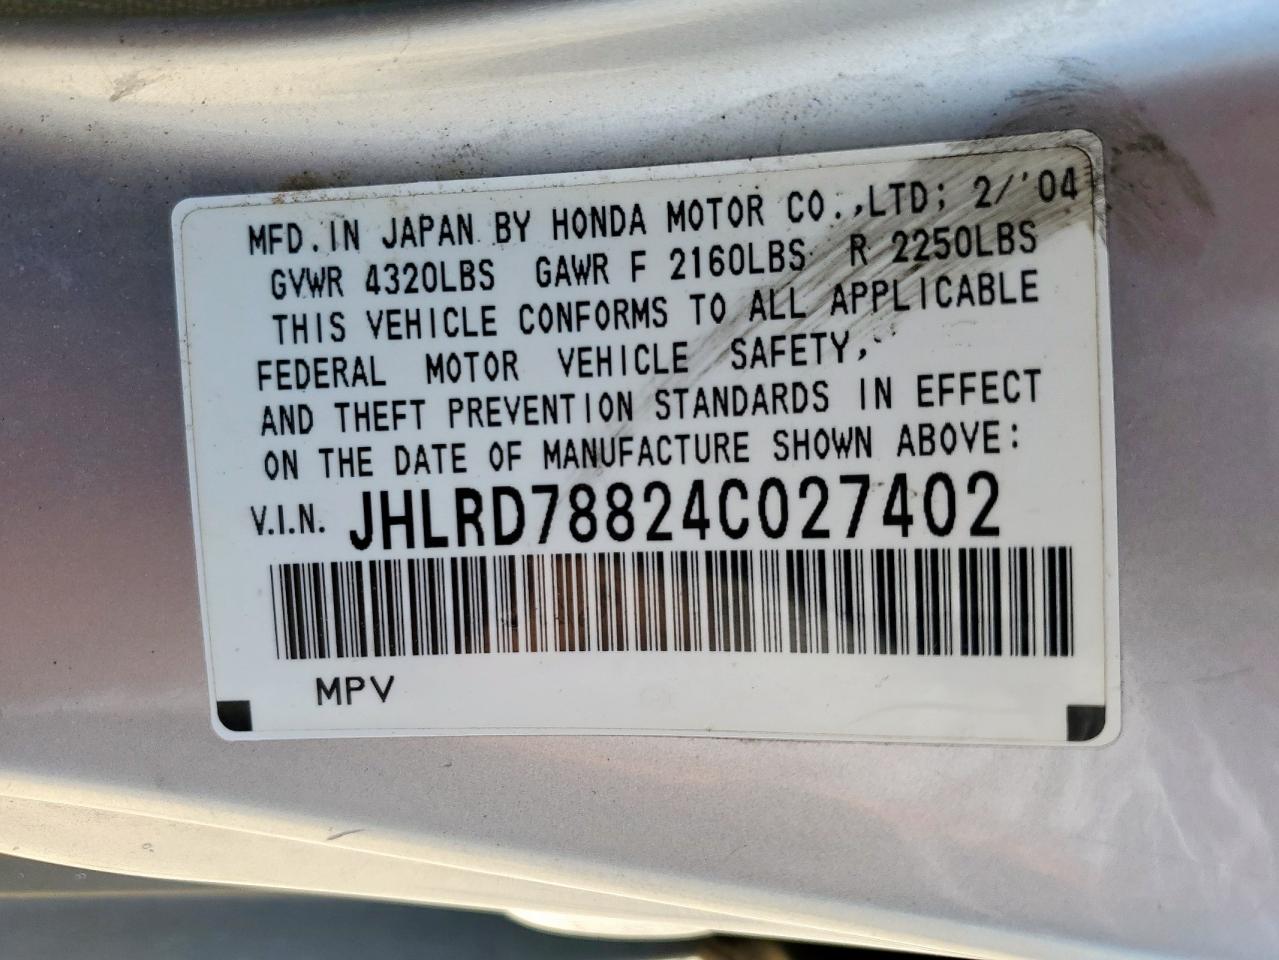 MFD. IN JAPAN BY HONDA MOTOR CO.,LTD; 2/'04
GVWR 4320LBS GAWR F 2160LBS R 2250LBS
THIS VEHICLE CONFORMS TO ALL APPLICABLE
FEDERAL MOTOR VEHICLE SAFETY,
AND THEFT PREVENTION STANDARDS IN EFFECT
ON THE DATE OF MANUFACTURE SHOWN ABOVE:
V.I.N. JHLRD78824C027402
MPV